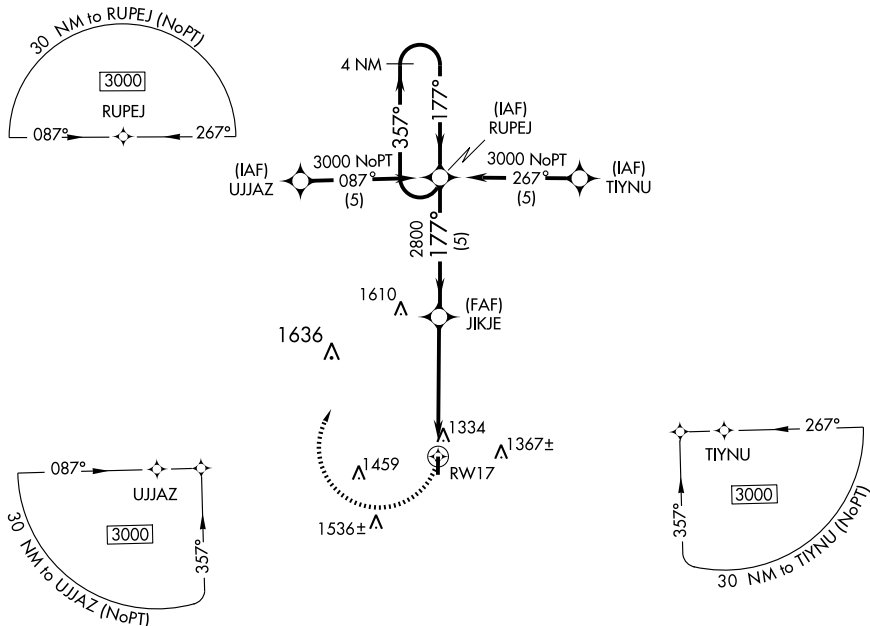 30 NM to RUPEJ (NoPT)
3000
RUPEJ
087°
267°
4 NM
357°
177°
(IAF)
RUPEJ
(IAF)
UJJAZ
3000 NoPT
087°
(5)
3000 NoPT
267°
(5)
(IAF)
TIYNU
2800
177°
(5)
1610
(FAF)
JIKJE
1636
1334
1367±
RW17
1459
1536±
087°
UJJAZ
3000
357°
30 NM to UJJAZ (NoPT)
267°
TIYNU
3000
357°
30 NM to TIYNU (NoPT)